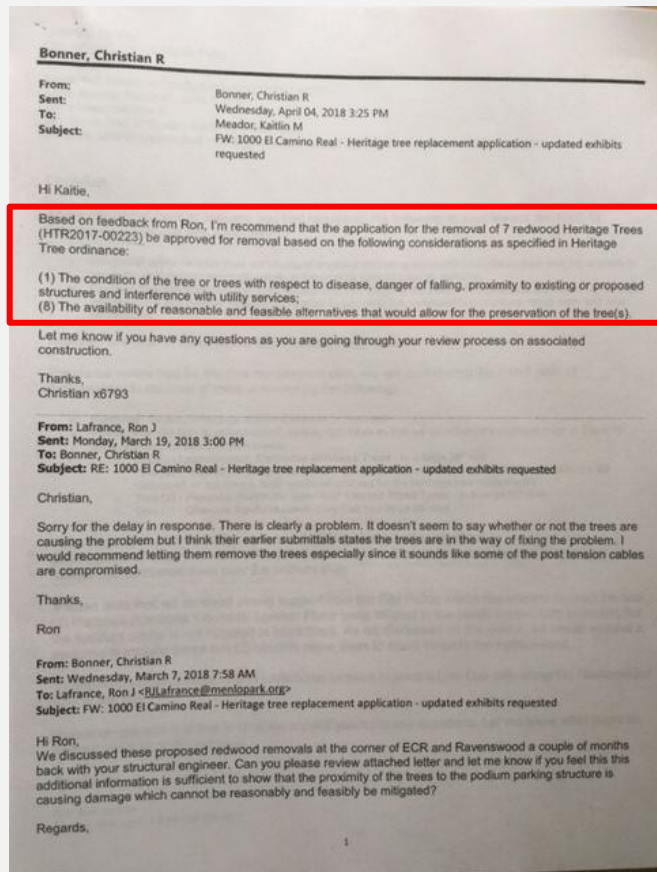 Bonner, Christian R
From: Bonner, Christian R
Sent: Wednesday, April 04, 2018 3:25 PM
To: Meador, Kaitlin M
Subject: FW: 1000 El Camino Real - Heritage tree replacement application - updated exhibits
requested
Hi Kaitie,
Based on feedback from Ron, I'm recommend that the application for the removal of 7 redwood Heritage Trees
(HTR2017-00223) be approved for removal based on the following considerations as specified in Heritage
Tree ordinance:
(1) The condition of the tree or trees with respect to disease, danger of falling, proximity to existing or proposed
structures and interference with utility services;
(8) The availability of reasonable and feasible alternatives that would allow for the preservation of the tree(s).
Let me know if you have any questions as you are going through your review process on associated
construction.
Thanks,
Christian x6793
From: Lafrance, Ron J
Sent: Monday, March 19, 2018 3:00 PM
To: Bonner, Christian R
Subject: RE: 1000 El Camino Real - Heritage tree replacement application - updated exhibits requested
Christian,
Sorry for the delay in response. There is clearly a problem. It doesn't seem to say whether or not the trees are
causing the problem but I think their earlier submittals states the trees are in the way of fixing the problem. I
would recommend letting them remove the trees especially since it sounds like some of the post tension cables
are compromised.
Thanks,
Ron
From: Bonner, Christian R
Sent: Wednesday, March 7, 2018 7:58 AM
To: Lafrance, Ron J <RJLafrance@menlopark.org>
Subject: FW: 1000 El Camino Real - Heritage tree replacement application - updated exhibits requested
Hi Ron,
We discussed these proposed redwood removals at the corner of ECR and Ravenswood a couple of months
back with your structural engineer. Can you please review attached letter and let me know if you feel this this
additional information is sufficient to show that the proximity of the trees to the podium parking structure is
causing damage which cannot be reasonably and feasibly be mitigated?
Regards,
1